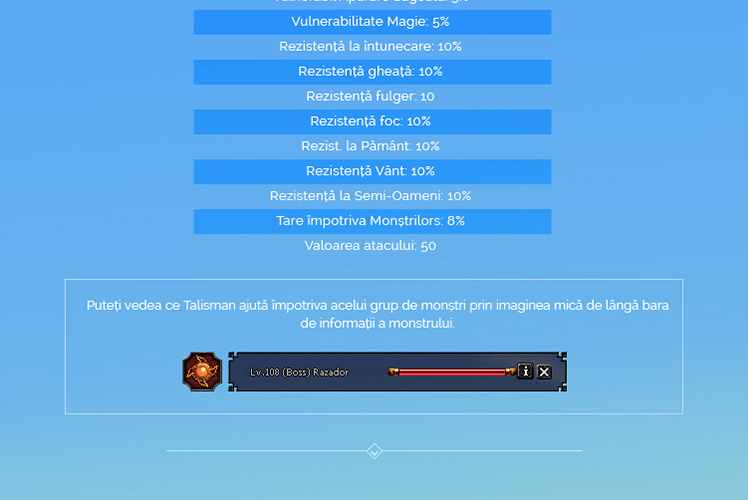 Vulnerabilitate Magie: 5%
Rezistență la întunecare: 10%
Rezistență gheață: 10%
Rezistență fulger: 10
Rezistență foc: 10%
Rezist. la Pământ: 10%
Rezistență Vânt: 10%
Rezistență la Semi-Oameni: 10%
Tare împotriva Monștrilors: 8%
Valoarea atacului: 50
Puteți vedea ce Talisman ajută împotriva acelui grup de monștri prin imaginea mică de lângă bara
de informații a monstrului.
Lv.108 (Boss) Razador